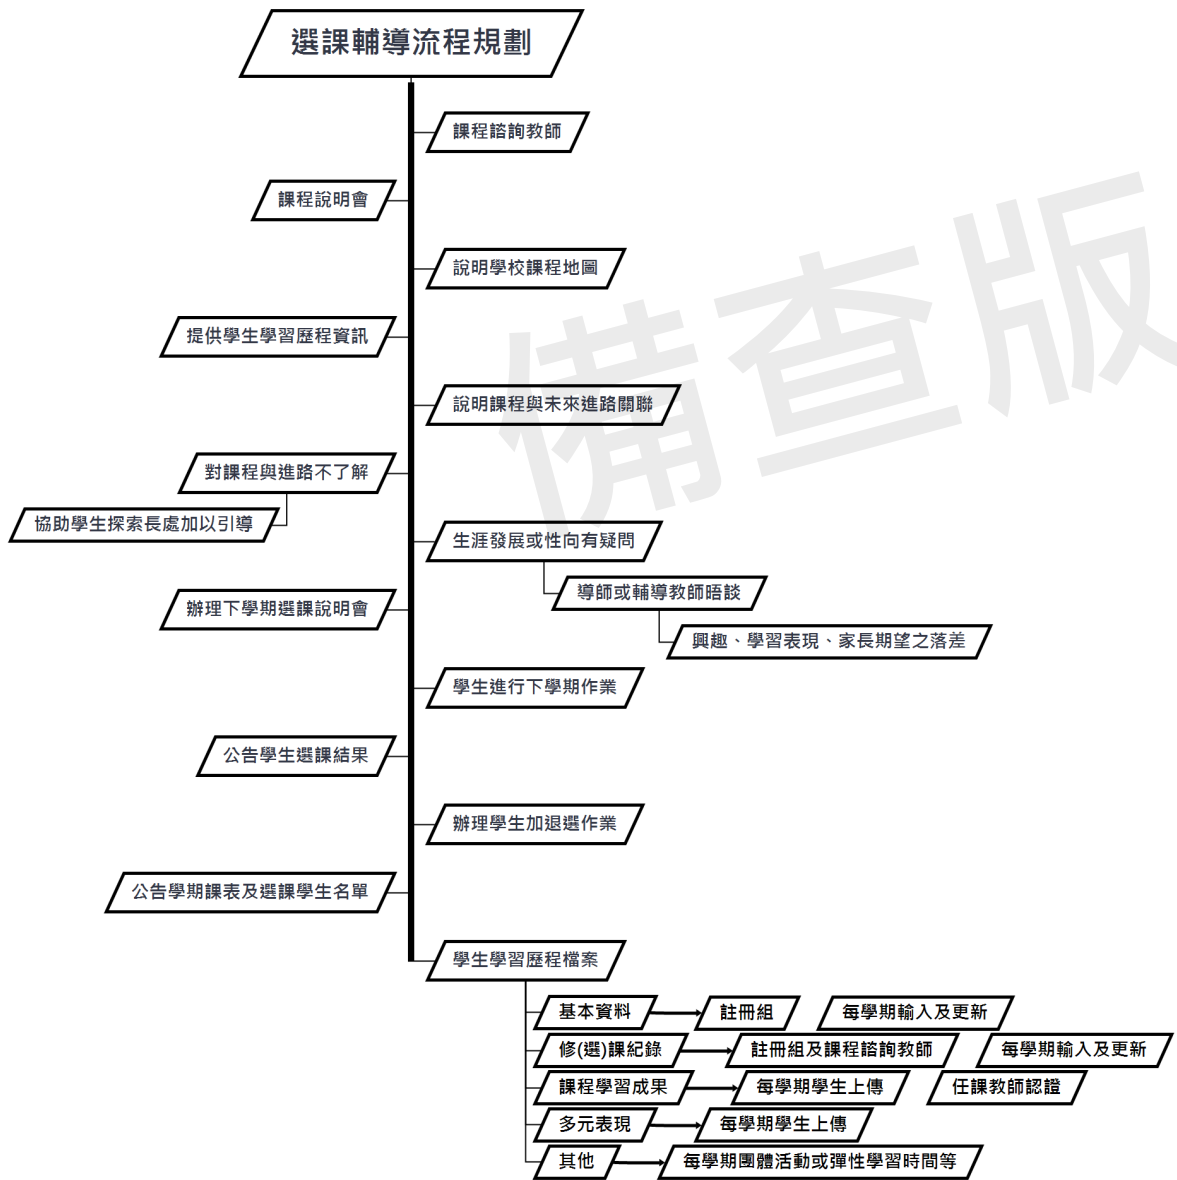 選課輔導流程規劃
課程諮詢教師
課程說明會
說明學校課程地圖
提供學生學習歷程資訊
說明課程與未來進路關聯
對課程與進路不了解
協助學生探索長處加以引導
生涯發展或性向有疑問
導師或輔導教師晤談
辦理下學期選課說明會
興趣、學習表現、家長期望之落差
學生進行下學期作業
公告學生選課結果
辦理學生加退選作業
公告學期課表及選課學生名單
學生學習歷程檔案
基本資料 註冊組 每學期輸入及更新
修(選)課紀錄 註冊組及課程諮詢教師 每學期輸入及更新
課程學習成果 每學期學生上傳 任課教師認證
多元表現 每學期學生上傳
其他 每學期團體活動或彈性學習時間等
備查版